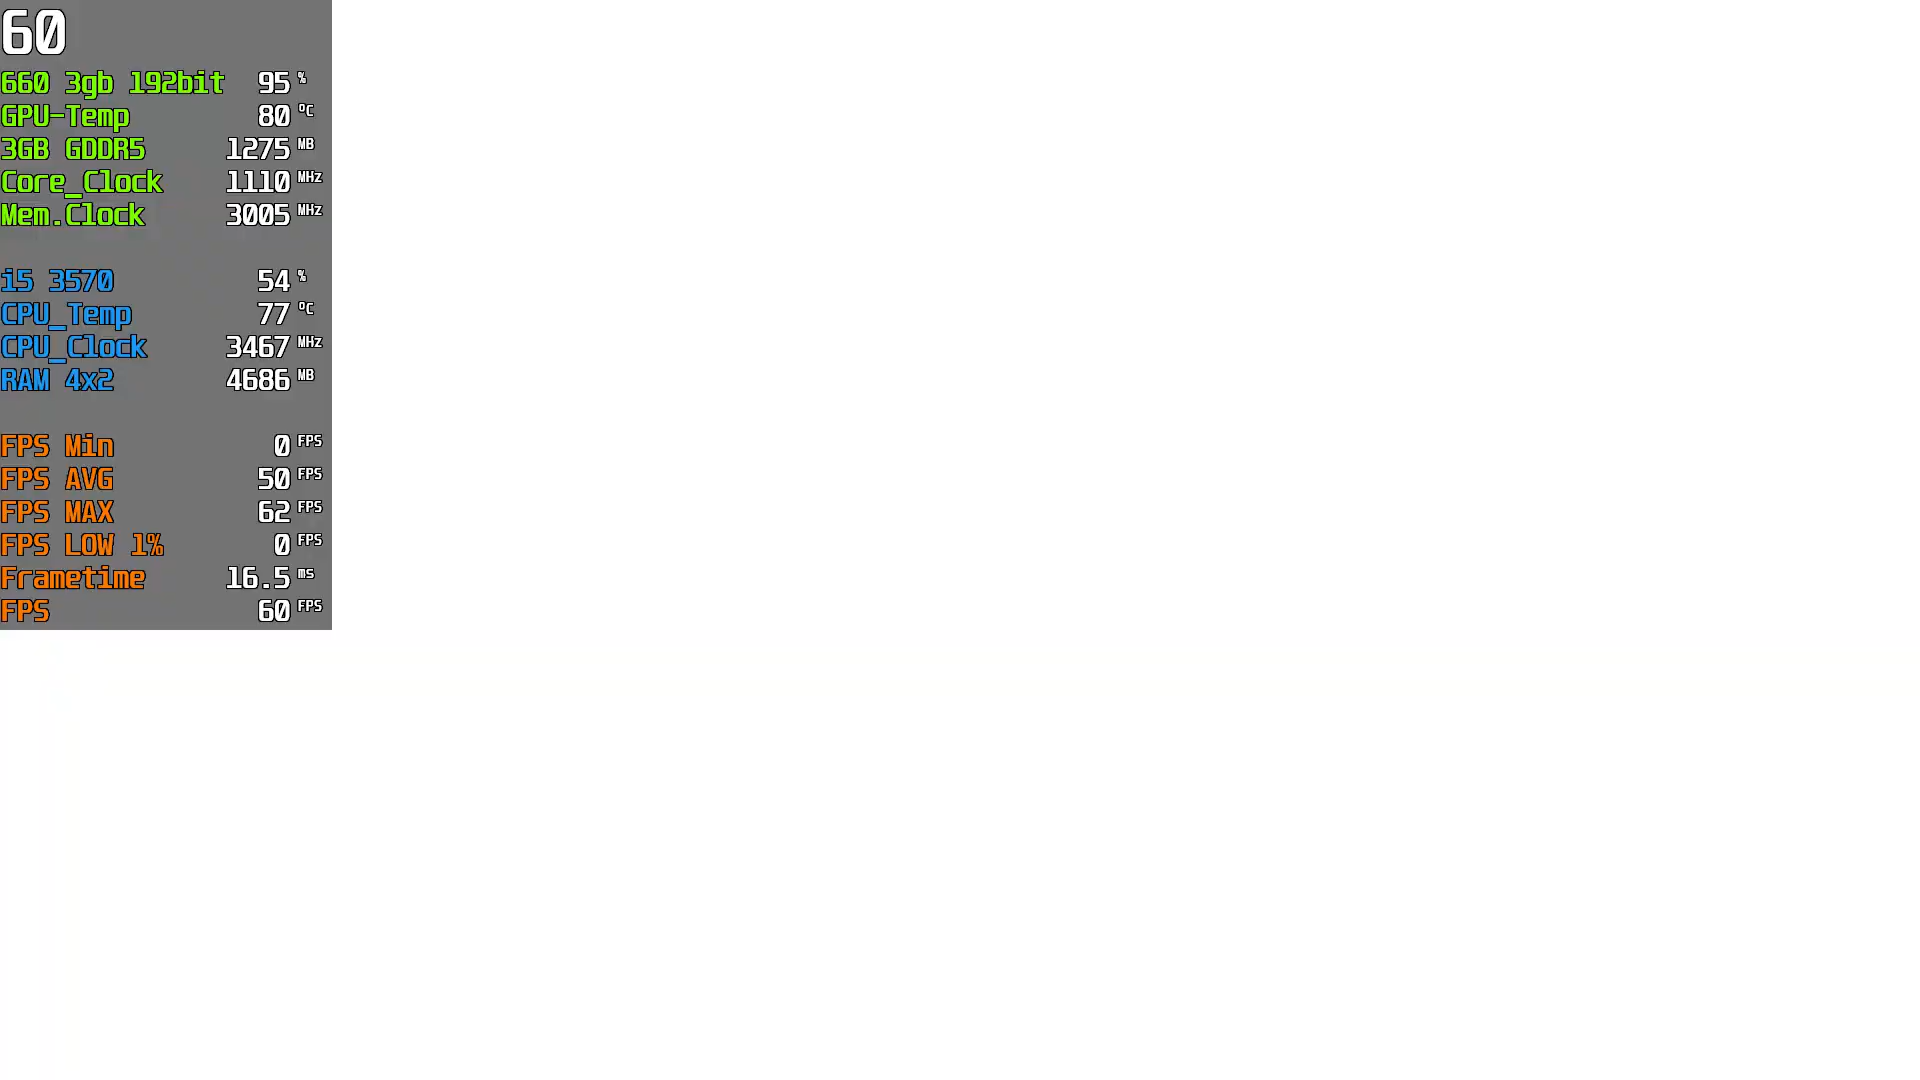 60
660 3gb 192bit 95 %
GPU-Temp 80 °C
3GB GDDR5 1275 MB
Core_Clock 1110 MHz
Mem.Clock 3005 MHz
i5 3570 54 %
CPU_Temp 77 °C
CPU_Clock 3467 MHz
RAM 4x2 4686 MB
FPS Min 0 FPS
FPS AVG 50 FPS
FPS MAX 62 FPS
FPS LOW 1% 0 FPS
Frametime 16.5 ms
FPS 60 FPS